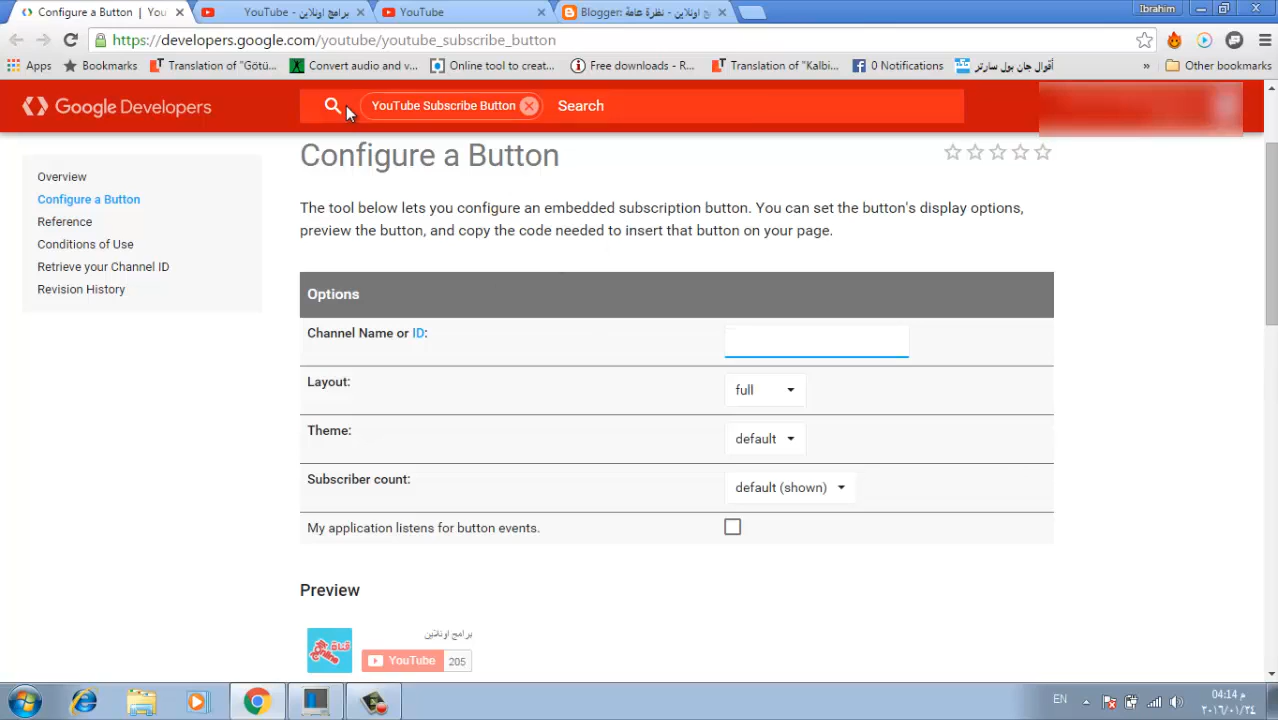 Configure a Button | You
YouTube - برامج اونلاين
YouTube
Blogger: نظرة عامة - برامج اونلاين
Ibrahim
https://developers.google.com/youtube/youtube_subscribe_button
Apps
Bookmarks
Translation of "Götü...
Convert audio and v...
Online tool to creat...
Free downloads - R...
Translation of "Kalbi...
0 Notifications
أقوال جان بول سارتر
»
Other bookmarks
Google Developers
YouTube Subscribe Button
Search
Overview
Configure a Button
Reference
Conditions of Use
Retrieve your Channel ID
Revision History
Configure a Button
The tool below lets you configure an embedded subscription button. You can set the button's display options,
preview the button, and copy the code needed to insert that button on your page.
Options
Channel Name or ID:
Layout:
full
Theme:
default
Subscriber count:
default (shown)
My application listens for button events.
Preview
برامج اونلاين
YouTube
205
EN
04:14 م
٢٠١٦/٠١/٢٤